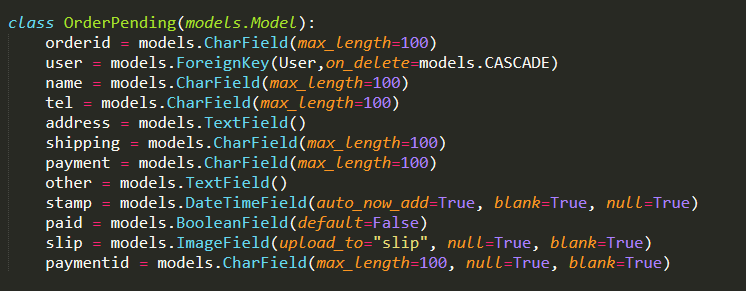 class OrderPending(models.Model):
    orderid = models.CharField(max_length=100)
    user = models.ForeignKey(User,on_delete=models.CASCADE)
    name = models.CharField(max_length=100)
    tel = models.CharField(max_length=100)
    address = models.TextField()
    shipping = models.CharField(max_length=100)
    payment = models.CharField(max_length=100)
    other = models.TextField()
    stamp = models.DateTimeField(auto_now_add=True, blank=True, null=True)
    paid = models.BooleanField(default=False)
    slip = models.ImageField(upload_to="slip", null=True, blank=True)
    paymentid = models.CharField(max_length=100, null=True, blank=True)